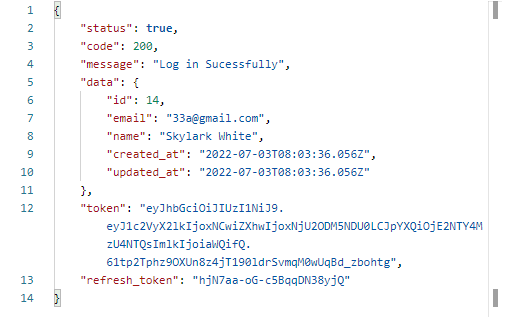 1 {
2 "status": true,
3 "code": 200,
4 "message": "Log in Sucessfully",
5 "data": {
6 "id": 14,
7 "email": "33a@gmail.com",
8 "name": "Skylark White",
9 "created_at": "2022-07-03T08:03:36.056Z",
10 "updated_at": "2022-07-03T08:03:36.056Z"
11 },
12 "token": "eyJhbGciOiJIUzI1NiJ9.
eyJ1c2VyX2lkIjoxNCwiZXhwIjoxNjU2ODM5NDU0LCJpYXQiOjE2NTY4M
zU4NTQsImlkIjoiaWQifQ.
61tp2Tphz9OXUn8z4jT190ldrSvmqM0wUqBd_zbohtg",
13 "refresh_token": "hjN7aa-oG-c5BqqDN38yjQ"
14 }